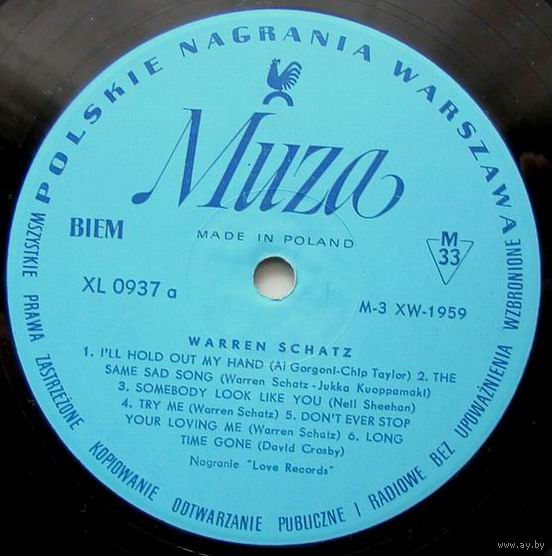 POLSKIE NAGRANIA WARSZAWA
Muza
MADE IN POLAND
BIEM
M
33
XL 0937 a
M-3 XW-1959
WARREN SCHATZ
1. I'LL HOLD OUT MY HAND (Al Gorgoni-Chip Taylor) 2. THE
SAME SAD SONG (Warren Schatz - Jukka Kuoppamaki)
3. SOMEBODY LOOK LIKE YOU (Neil Sheehan)
4. TRY ME (Warren Schatz) 5. DON'T EVER STOP
YOUR LOVING ME (Warren Schatz) 6. LONG
TIME GONE (David Crosby)
Nagranie "Love Records"
WSZYSTKIE PRAWA ZASTRZEŻONE KOPIOWANIE ODTWARZANIE PUBLICZNE I RADIOWE BEZ UPOWAŻNIENIA WZBRONIONE
www.ay.by